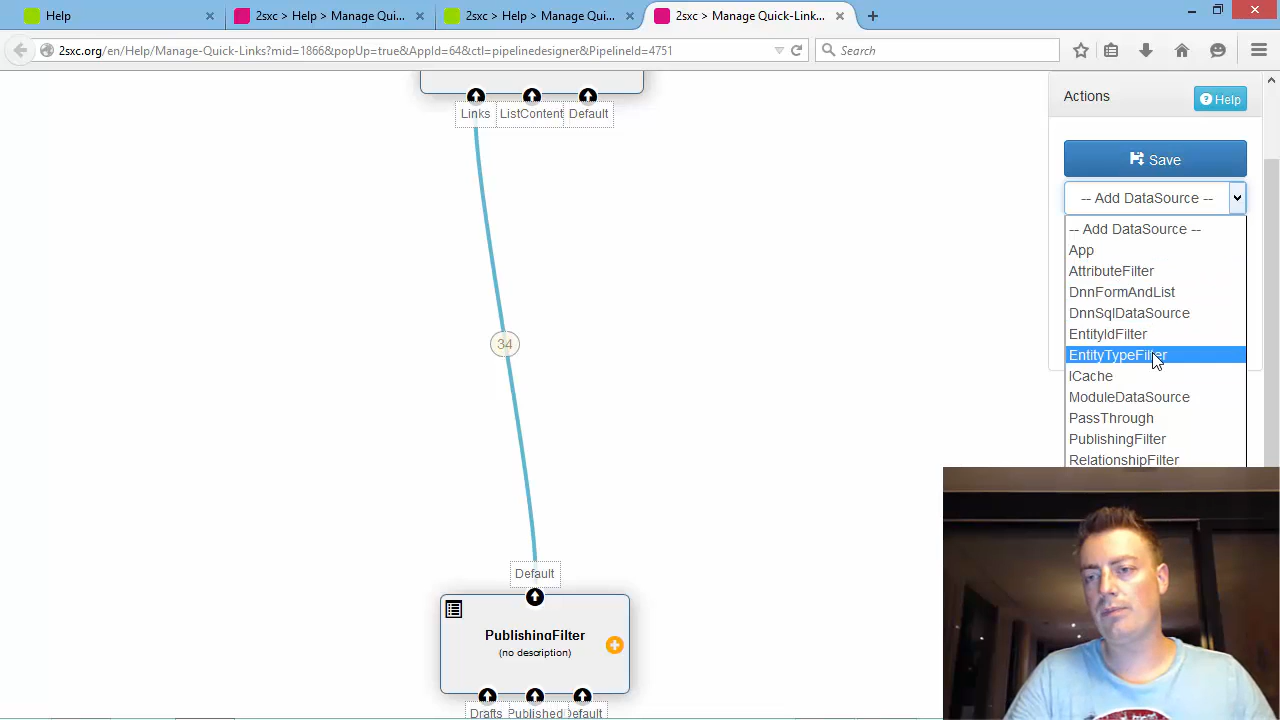 Help
2sxc > Help > Manage Quick-L...
2sxc > Help > Manage Qu...
2sxc > Manage Quick-Link...
2sxc.org/en/Help/Manage-Quick-Links?mid=1866&popUp=true&AppId=64&ctl=pipelinedesigner&PipelineId=4751
Search
Links
ListContent
Default
34
Default
PublishingFilter
(no description)
Drafts
Published
Default
Actions
Help
Save
-- Add DataSource --
-- Add DataSource --
App
AttributeFilter
DnnFormAndList
DnnSqlDataSource
EntityIdFilter
EntityTypeFilter
ICache
ModuleDataSource
PassThrough
PublishingFilter
RelationshipFilter